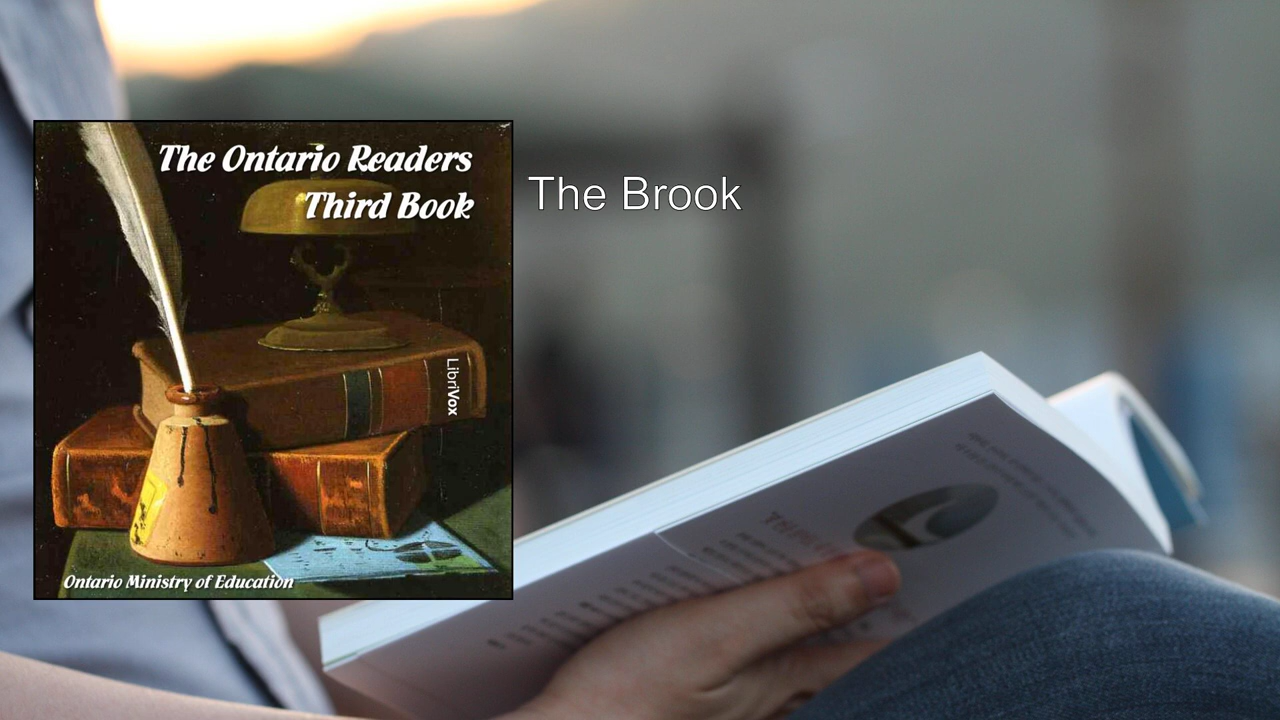 The Ontario Readers
Third Book
The Brook
LibriVox
Ontario Ministry of Education